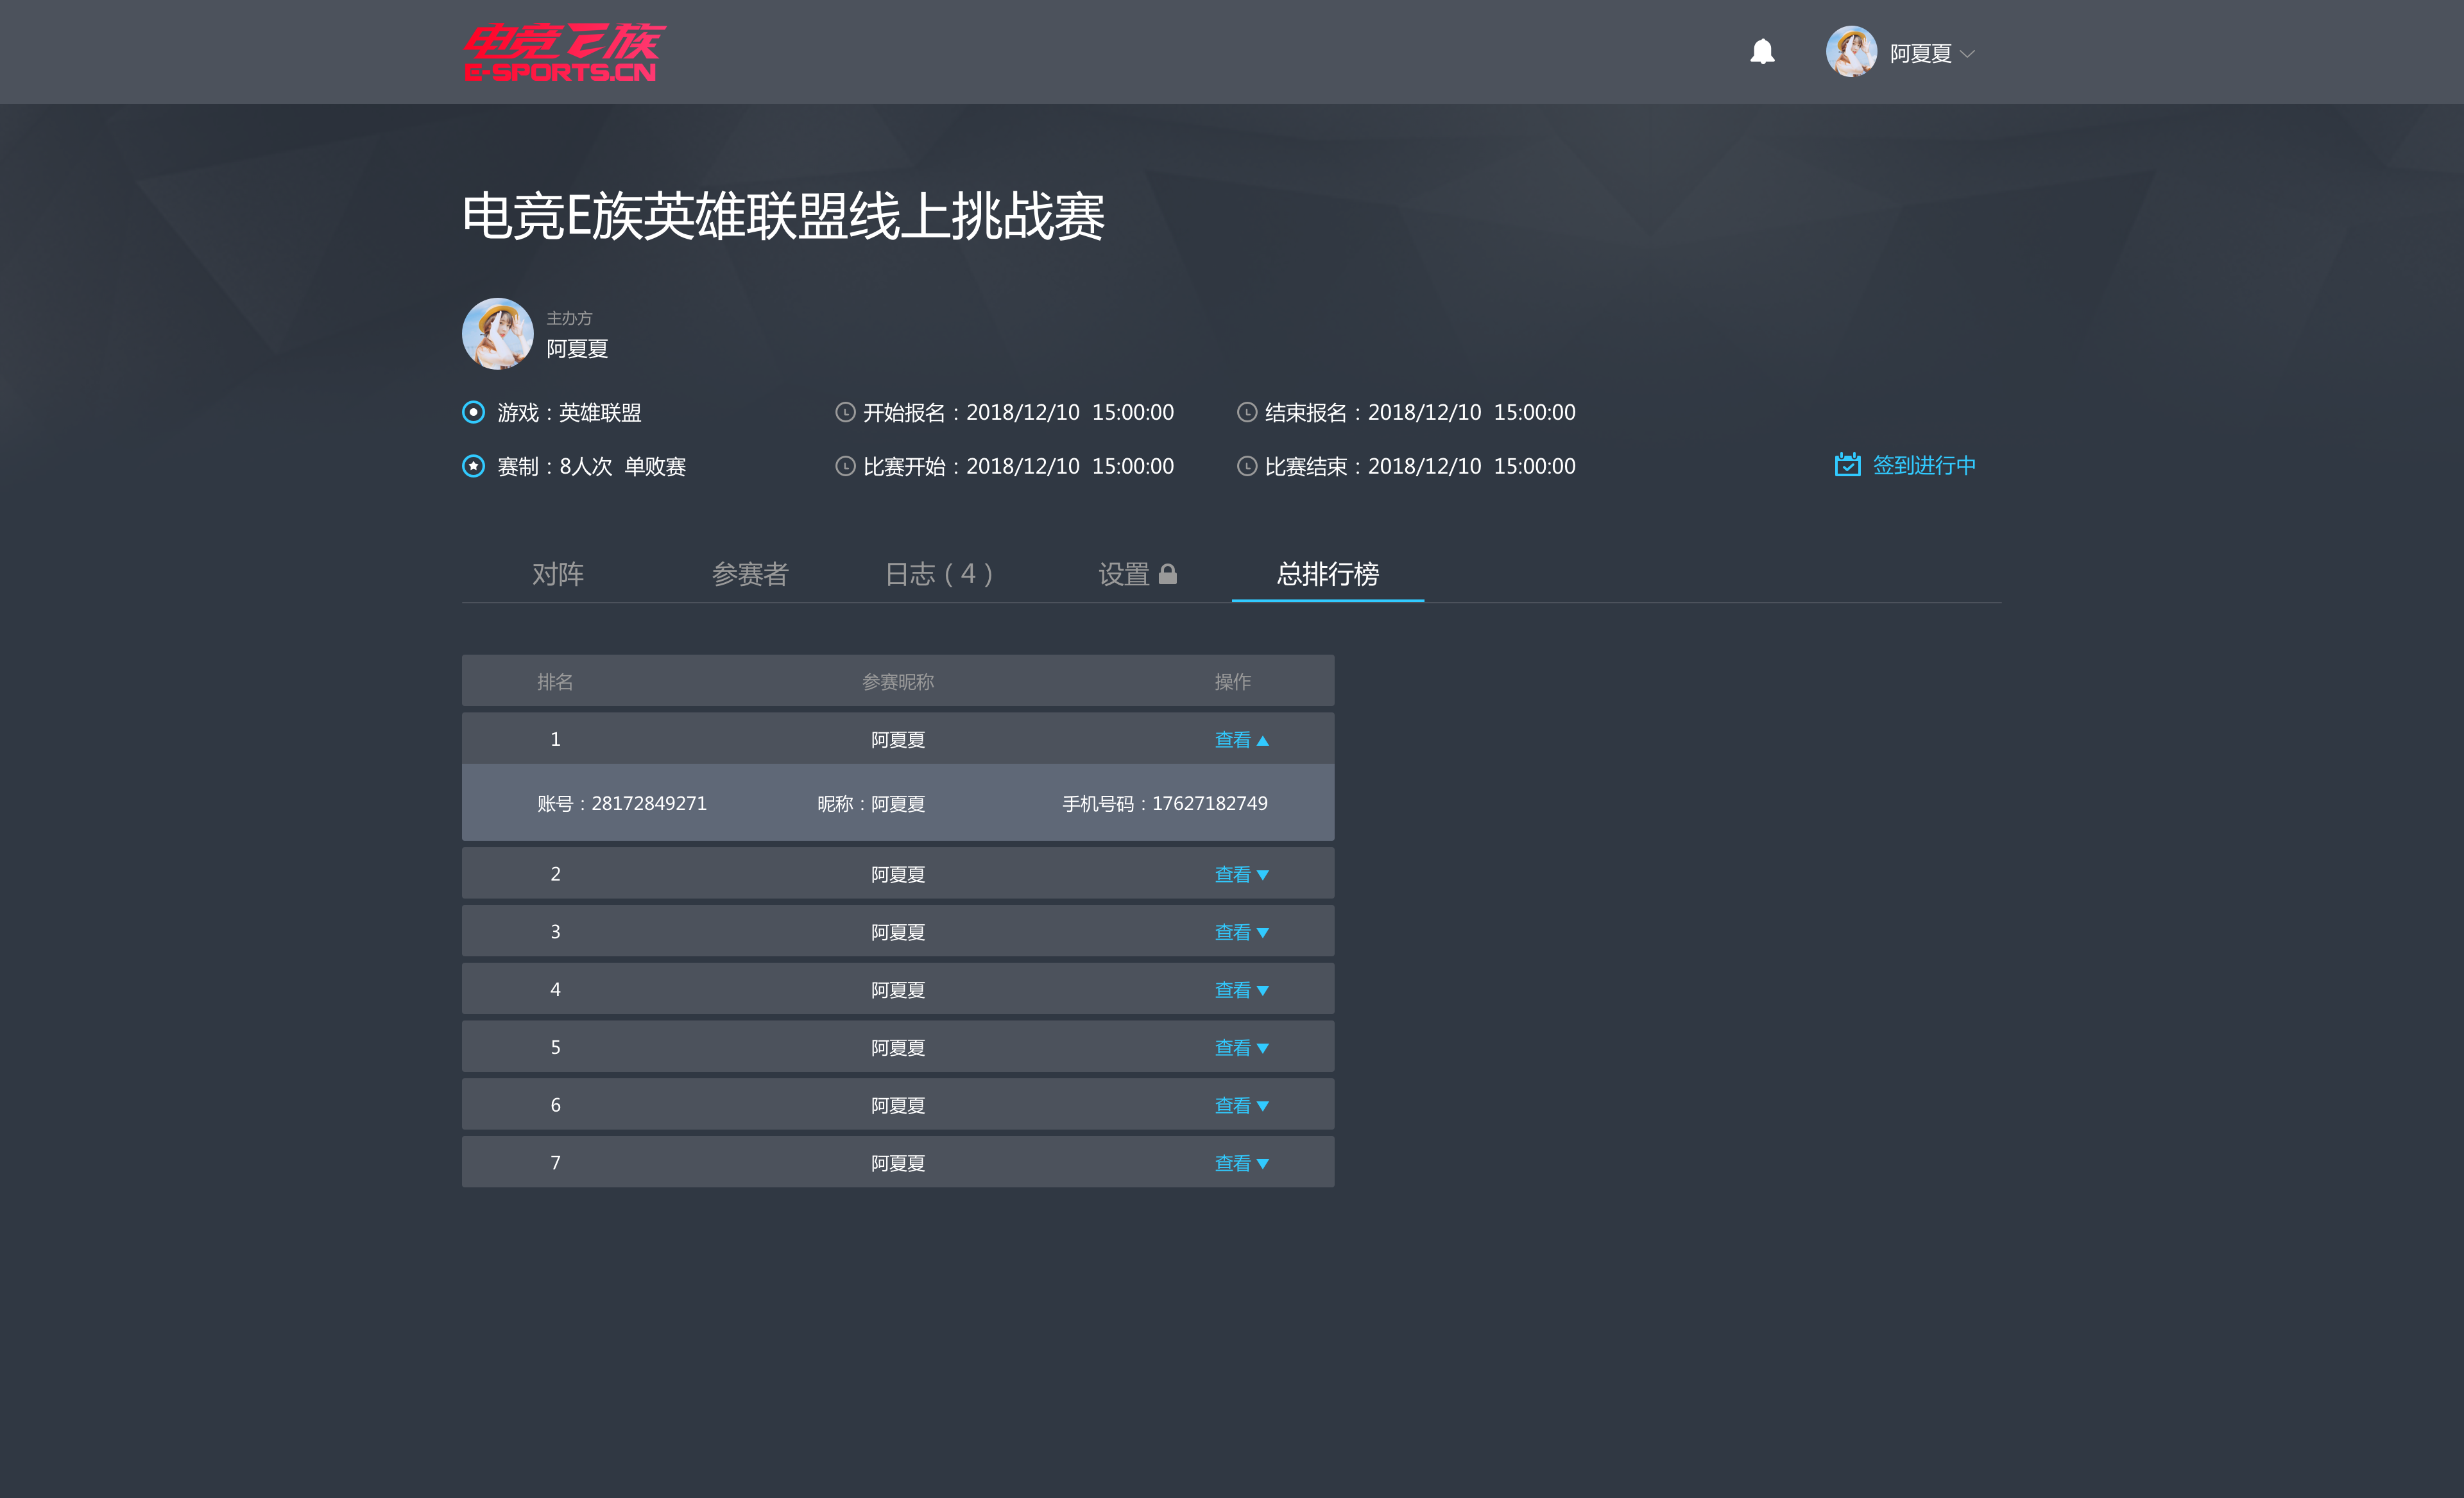 电竞E族
E-SPORTS.CN
阿夏夏
电竞E族英雄联盟线上挑战赛
主办方
阿夏夏
游戏：英雄联盟 开始报名：2018/12/10 15:00:00 结束报名：2018/12/10 15:00:00
赛制：8人次 单败赛 比赛开始：2018/12/10 15:00:00 比赛结束：2018/12/10 15:00:00 签到进行中
对阵 参赛者 日志（4） 设置 总排行榜
排名 参赛昵称 操作
1 阿夏夏 查看
账号：28172849271 昵称：阿夏夏 手机号码：17627182749
2 阿夏夏 查看
3 阿夏夏 查看
4 阿夏夏 查看
5 阿夏夏 查看
6 阿夏夏 查看
7 阿夏夏 查看